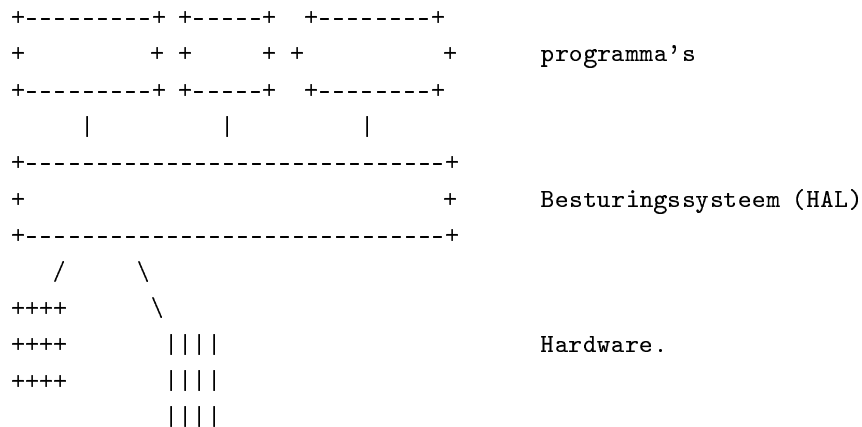 +---------+ +-----+  +--------+
+         + +     + +          +      programma's
+---------+ +-----+  +--------+
     |         |         |
+------------------------------+
+                              +      Besturingssysteem (HAL)
+------------------------------+
   /     \
++++      \
++++       ||||                       Hardware.
++++       ||||
           ||||